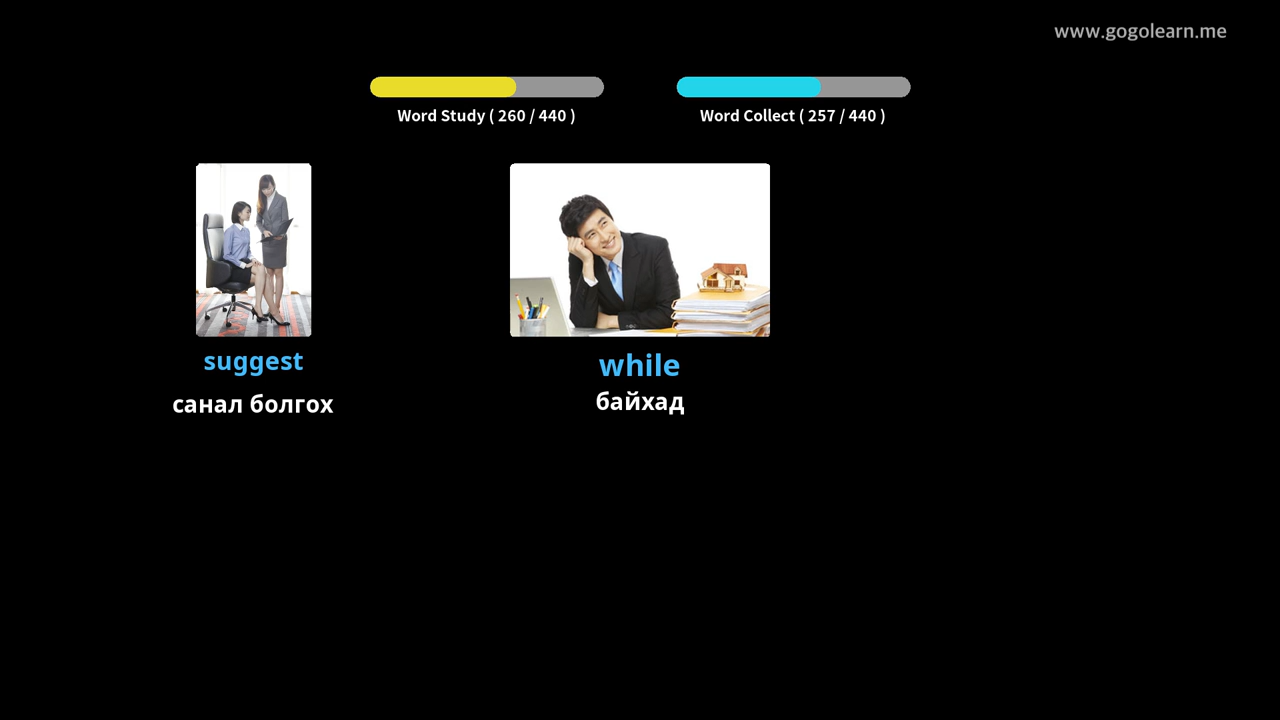 www.gogolearn.me
Word Study ( 260 / 440 )
Word Collect ( 257 / 440 )
suggest
санал болгох
while
байхад